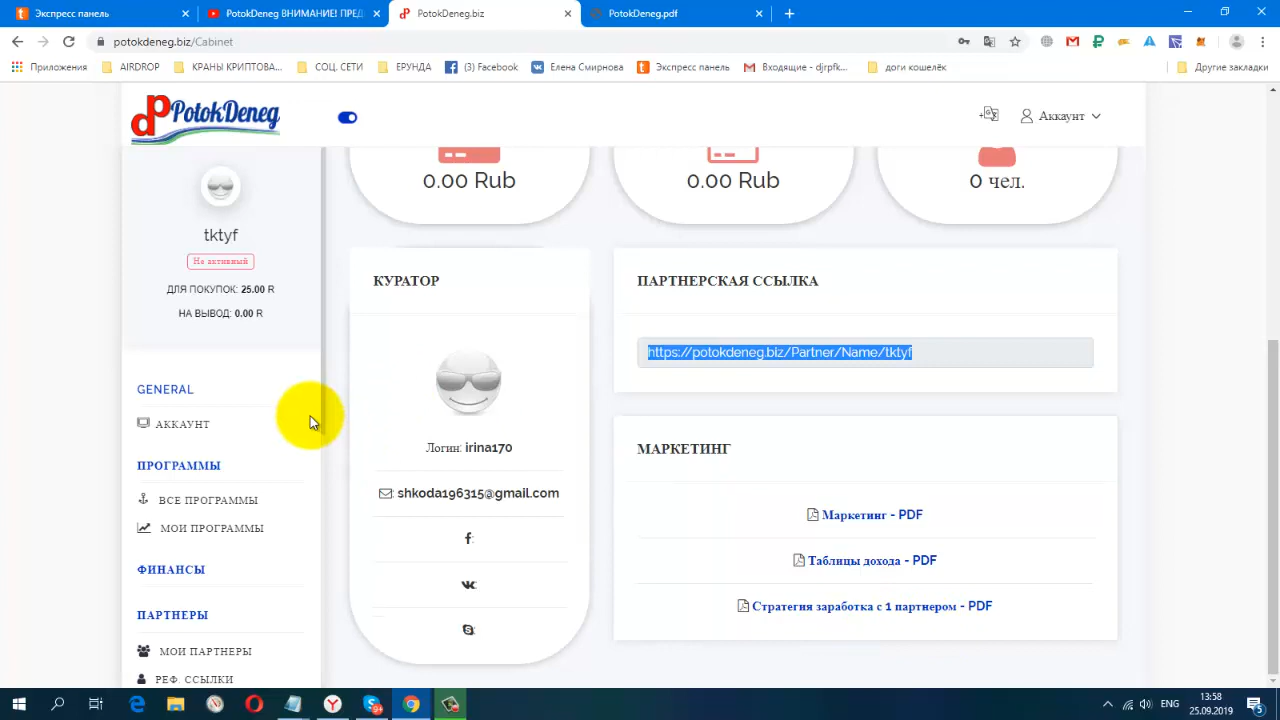 Экспресс панель
PotokDeneg ВНИМАНИЕ! ПРЕД
PotokDeneg.biz
PotokDeneg.pdf
potokdeneg.biz/Cabinet
Приложения
AIRDROP
КРАНЫ КРИПТОВА...
СОЦ. СЕТИ
ЕРУНДА
(3) Facebook
Елена Смирнова
Экспресс панель
Входящие - djrpfk...
доги кошелёк
Другие закладки
PotokDeneg
Аккаунт
tktyf
Не активный
ДЛЯ ПОКУПОК: 25.00 R
НА ВЫВОД: 0.00 R
GENERAL
АККАУНТ
ПРОГРАММЫ
ВСЕ ПРОГРАММЫ
МОИ ПРОГРАММЫ
ФИНАНСЫ
ПАРТНЕРЫ
МОИ ПАРТНЕРЫ
РЕФ. ССЫЛКИ
0.00 Rub
0.00 Rub
0 чел.
КУРАТОР
Логин: irina170
: shkoda196315@gmail.com
:
:
:
ПАРТНЕРСКАЯ ССЫЛКА
https://potokdeneg.biz/Partner/Name/tktyf
МАРКЕТИНГ
Маркетинг - PDF
Таблицы дохода - PDF
Стратегия заработка с 1 партнером - PDF
ENG
13:58
25.09.2019
5